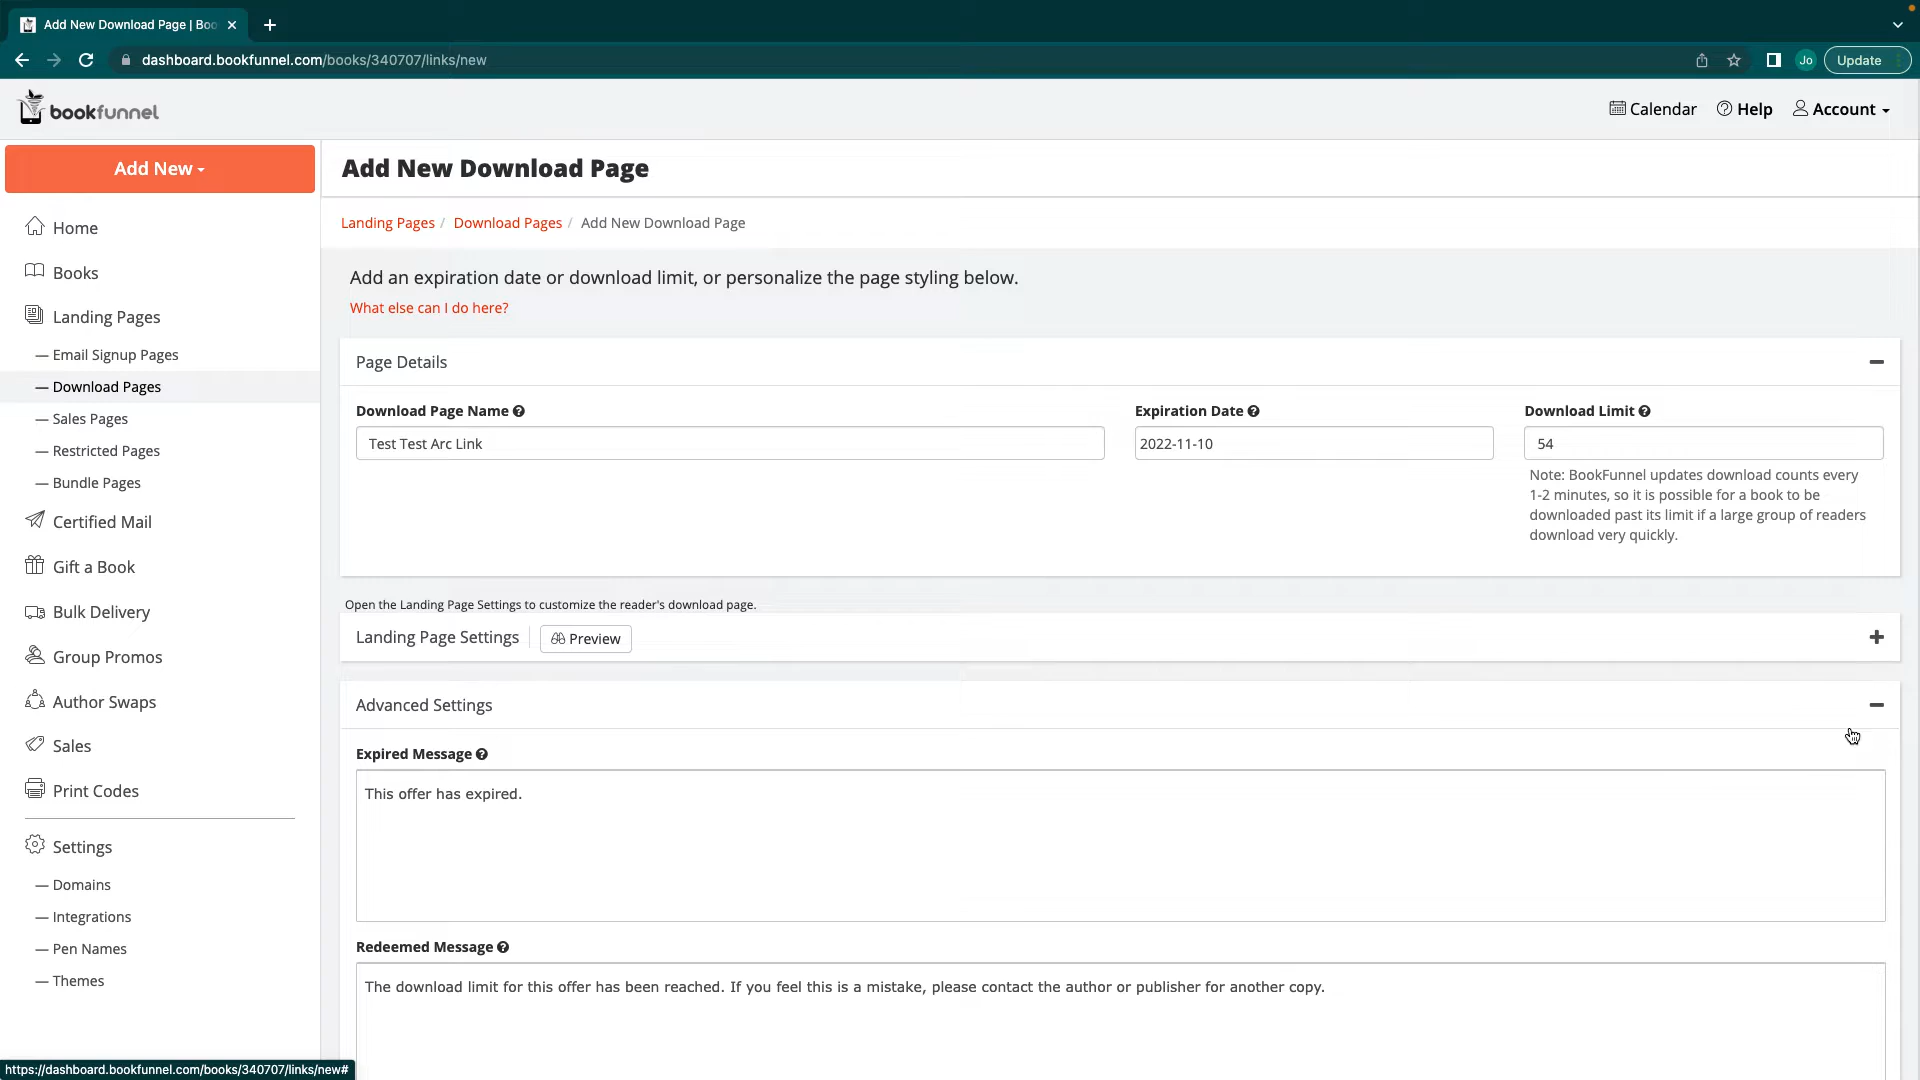 Add New Download Page | Boo
dashboard.bookfunnel.com/books/340707/links/new
Jo
Update
bookfunnel
Calendar
Help
Account
Add New
Home
Books
Landing Pages
— Email Signup Pages
— Download Pages
— Sales Pages
— Restricted Pages
— Bundle Pages
Certified Mail
Gift a Book
Bulk Delivery
Group Promos
Author Swaps
Sales
Print Codes
Settings
— Domains
— Integrations
— Pen Names
— Themes
https://dashboard.bookfunnel.com/books/340707/links/new#
Add New Download Page
Landing Pages / Download Pages / Add New Download Page
Add an expiration date or download limit, or personalize the page styling below.
What else can I do here?
Page Details
Download Page Name
Test Test Arc Link
Expiration Date
2022-11-10
Download Limit
54
Note: BookFunnel updates download counts every
1-2 minutes, so it is possible for a book to be
downloaded past its limit if a large group of readers
download very quickly.
Open the Landing Page Settings to customize the reader's download page.
Landing Page Settings
Preview
Advanced Settings
Expired Message
This offer has expired.
Redeemed Message
The download limit for this offer has been reached. If you feel this is a mistake, please contact the author or publisher for another copy.